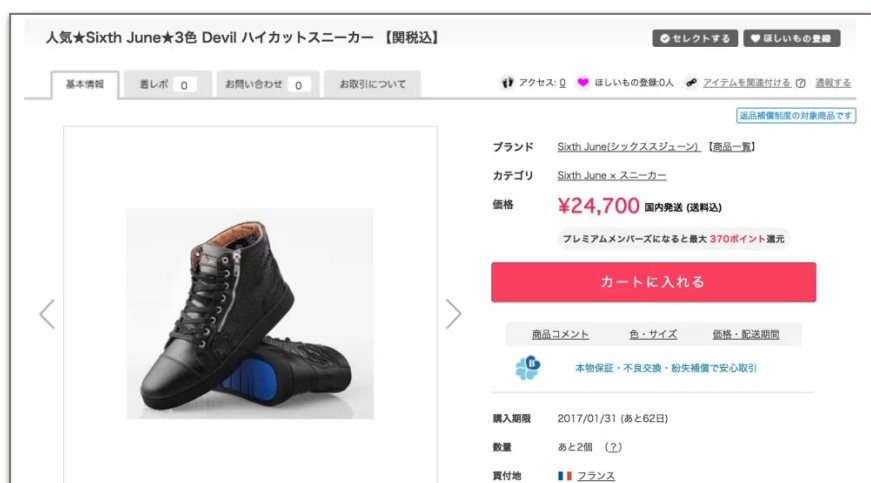 人気★Sixth June★3色 Devil ハイカットスニーカー 【関税込】
セレクトする
ほしいもの登録
基本情報
着レポ 0
お問い合わせ 0
お取引について
アクセス: 0
ほしいもの登録:0人
アイテムを関連付ける
?
通報する
返品補償制度の対象商品です
ブランド Sixth June(シックススジューン) 【商品一覧】
カテゴリ Sixth June × スニーカー
価格 ¥24,700 国内発送 (送料込)
プレミアムメンバーズになると最大 370ポイント還元
カートに入れる
商品コメント 色・サイズ 価格・配送期間
B
本物保証・不良交換・紛失補償で安心取引
購入期限 2017/01/31 (あと62日)
数量 あと2個 (?)
買付地 フランス